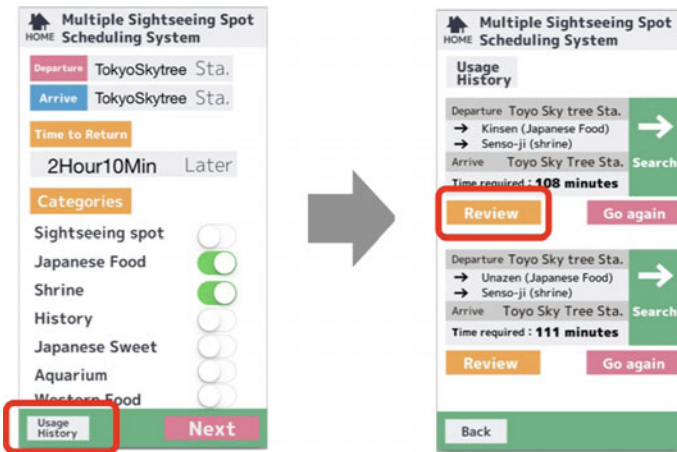 Multiple Sightseeing Spot
HOME Scheduling System
Departure TokyoSkytree Sta.
Arrive TokyoSkytree Sta.
Time to Return
2Hour10Min Later
Categories
Sightseeing spot
Japanese Food
Shrine
History
Japanese Sweet
Aquarium
Western Food
Usage
History
Next
Multiple Sightseeing Spot
HOME Scheduling System
Usage
History
Departure Toyo Sky tree Sta.
→ Kinsen (Japanese Food)
→ Senso-ji (shrine)
Arrive Toyo Sky Tree Sta.
Time required : 108 minutes
→
Search
Review
Go again
Departure Toyo Sky tree Sta.
→ Unazen (Japanese Food)
→ Senso-ji (shrine)
Arrive Toyo Sky Tree Sta.
Time required : 111 minutes
→
Search
Review
Go again
Back